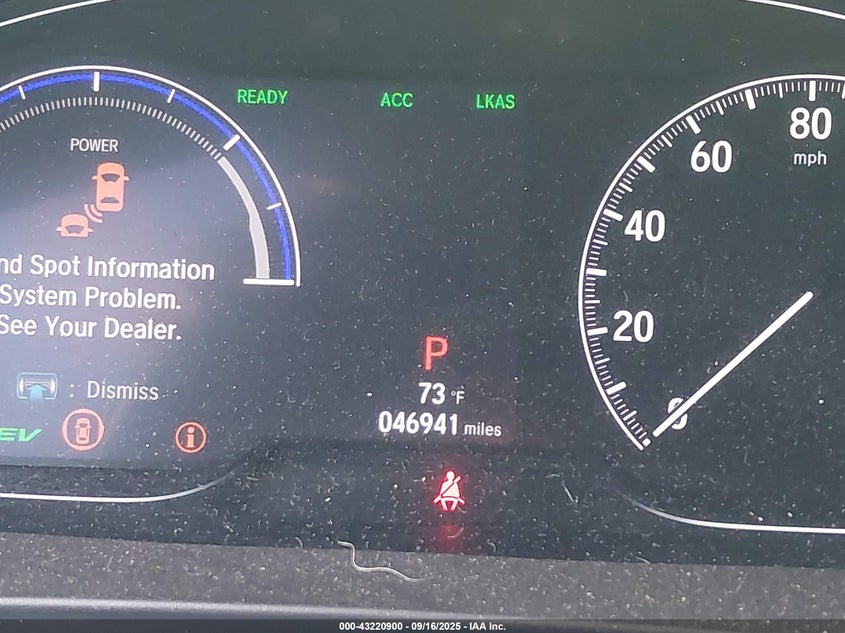 READY
ACC
LKAS
POWER
nd Spot Information
System Problem.
See Your Dealer.
: Dismiss
EV
P
73 °F
046941 miles
80
mph
60
40
20
0
000-43220900 - 09/16/2025 - IAA Inc.